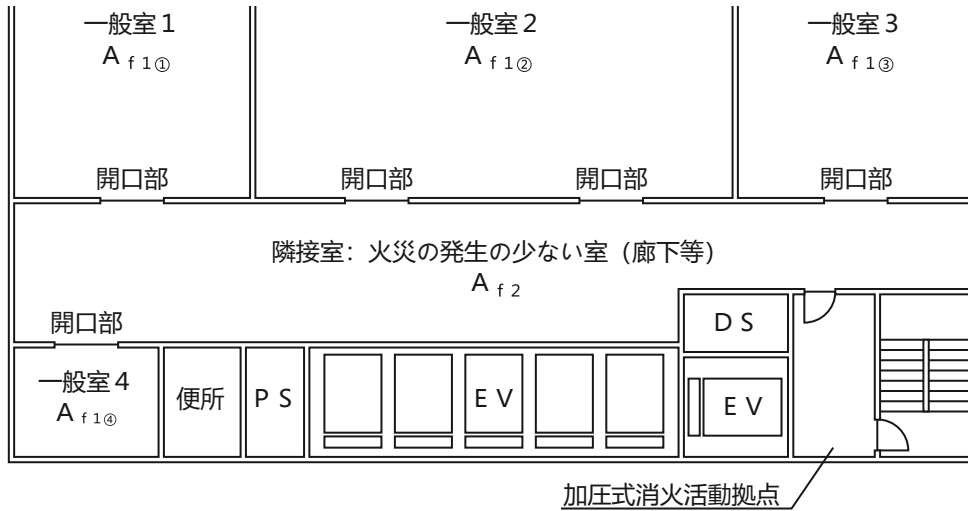 一般室1
Af1①
一般室2
Af1②
一般室3
Af1③
開口部
開口部
開口部
開口部
隣接室：火災の発生の少ない室（廊下等）
Af2
開口部
一般室4
Af1④
便所
PS
EV
DS
EV
加圧式消火活動拠点